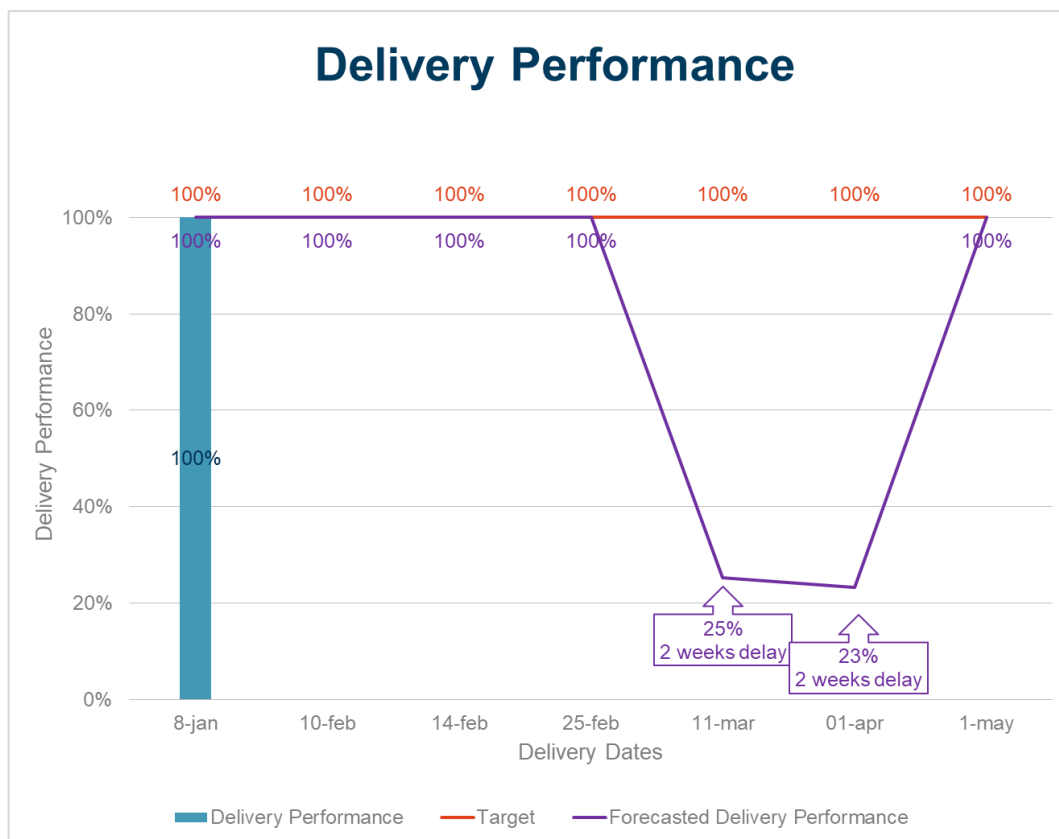 Delivery Performance
100% 100% 100% 100% 100% 100% 100%
100%
100% 100% 100% 100% 100%
80%
60%
100%
40%
20%
0%
Delivery Performance
25%
2 weeks delay
23%
2 weeks delay
8-jan 10-feb 14-feb 25-feb 11-mar 01-apr 1-may
Delivery Dates
Delivery Performance Target Forecasted Delivery Performance